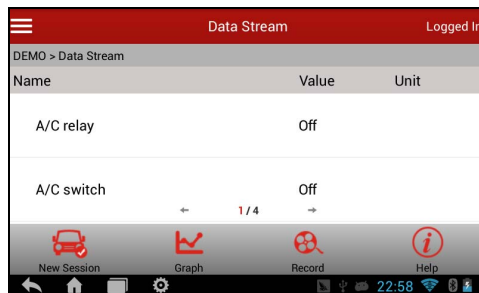 Data Stream Logged In
DEMO > Data Stream
Name Value Unit
A/C relay Off
A/C switch Off
← 1/4 →
New Session Graph Record Help
22:58